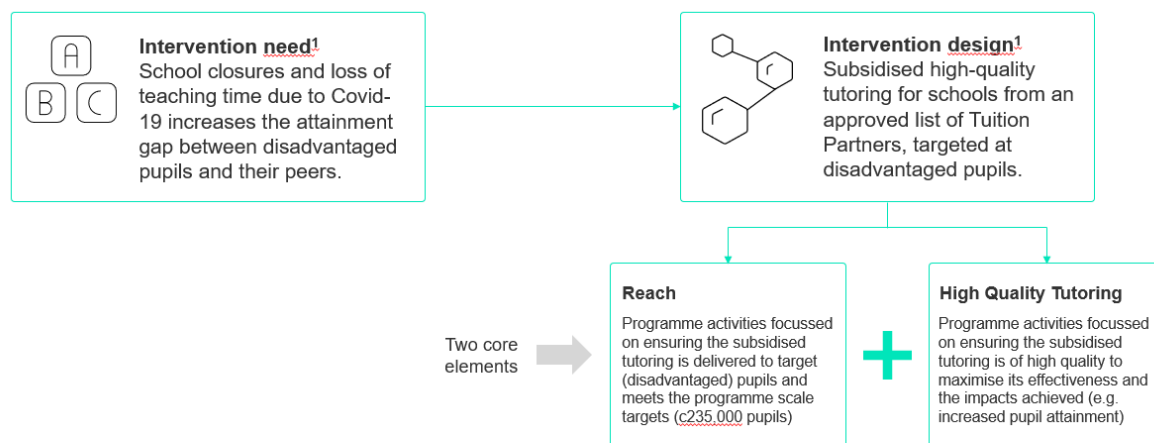 A
B C
Intervention need¹
School closures and loss of
teaching time due to Covid-
19 increases the attainment
gap between disadvantaged
pupils and their peers.
Intervention design¹
Subsidised high-quality
tutoring for schools from an
approved list of Tuition
Partners, targeted at
disadvantaged pupils.
Two core
elements
Reach
Programme activities focussed
on ensuring the subsidised
tutoring is delivered to target
(disadvantaged) pupils and
meets the programme scale
targets (c235,000 pupils)
High Quality Tutoring
Programme activities focussed
on ensuring the subsidised
tutoring is of high quality to
maximise its effectiveness and
the impacts achieved (e.g.
increased pupil attainment)